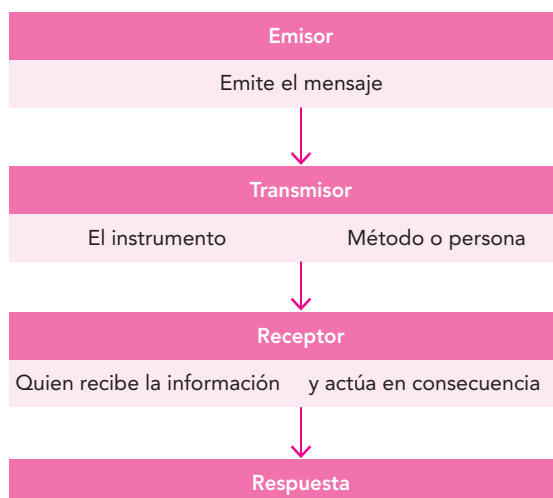 Emisor
Emite el mensaje
Transmisor
El instrumento Método o persona
Receptor
Quien recibe la información y actúa en consecuencia
Respuesta